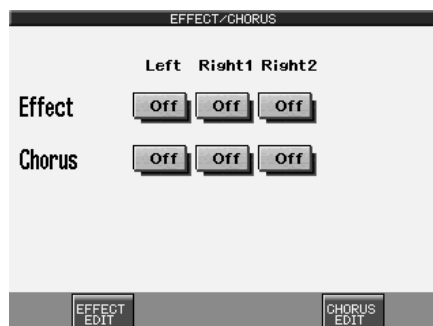 EFFECT/CHORUS
Left Right1 Right2
Effect Off Off Off
Chorus Off Off Off
EFFECT EDIT
CHORUS EDIT